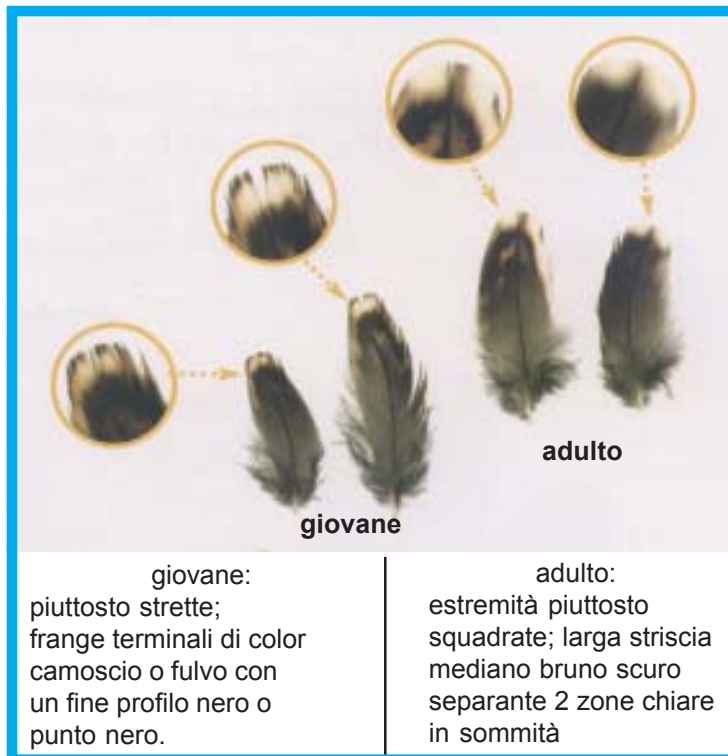 adulto
giovane
giovane:
piuttosto strette;
frange terminali di color
camoscio o fulvo con
un fine profilo nero o
punto nero.
adulto:
estremità piuttosto
squadrate; larga striscia
mediano bruno scuro
separante 2 zone chiare
in sommità